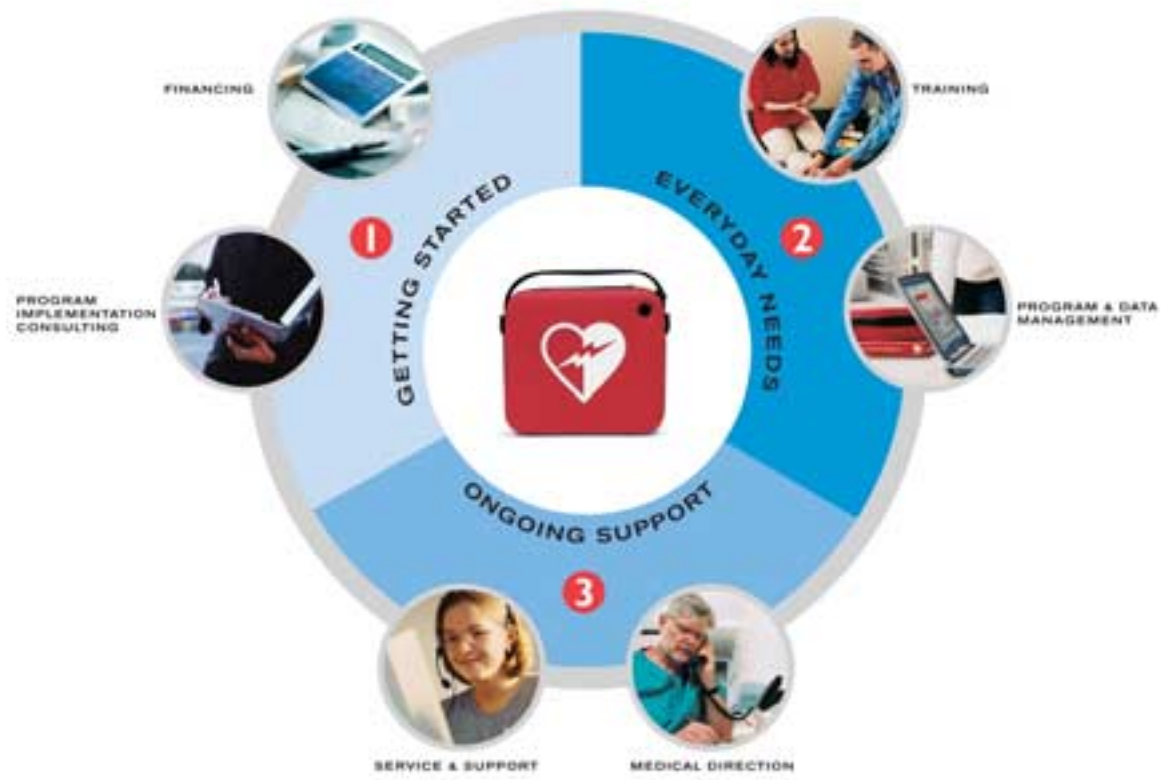 FINANCING
PROGRAM
IMPLEMENTATION
CONSULTING
1
GETTING STARTED
TRAINING
2
EVERYDAY NEEDS
PROGRAM & DATA
MANAGEMENT
ONGOING SUPPORT
3
SERVICE & SUPPORT
MEDICAL DIRECTION